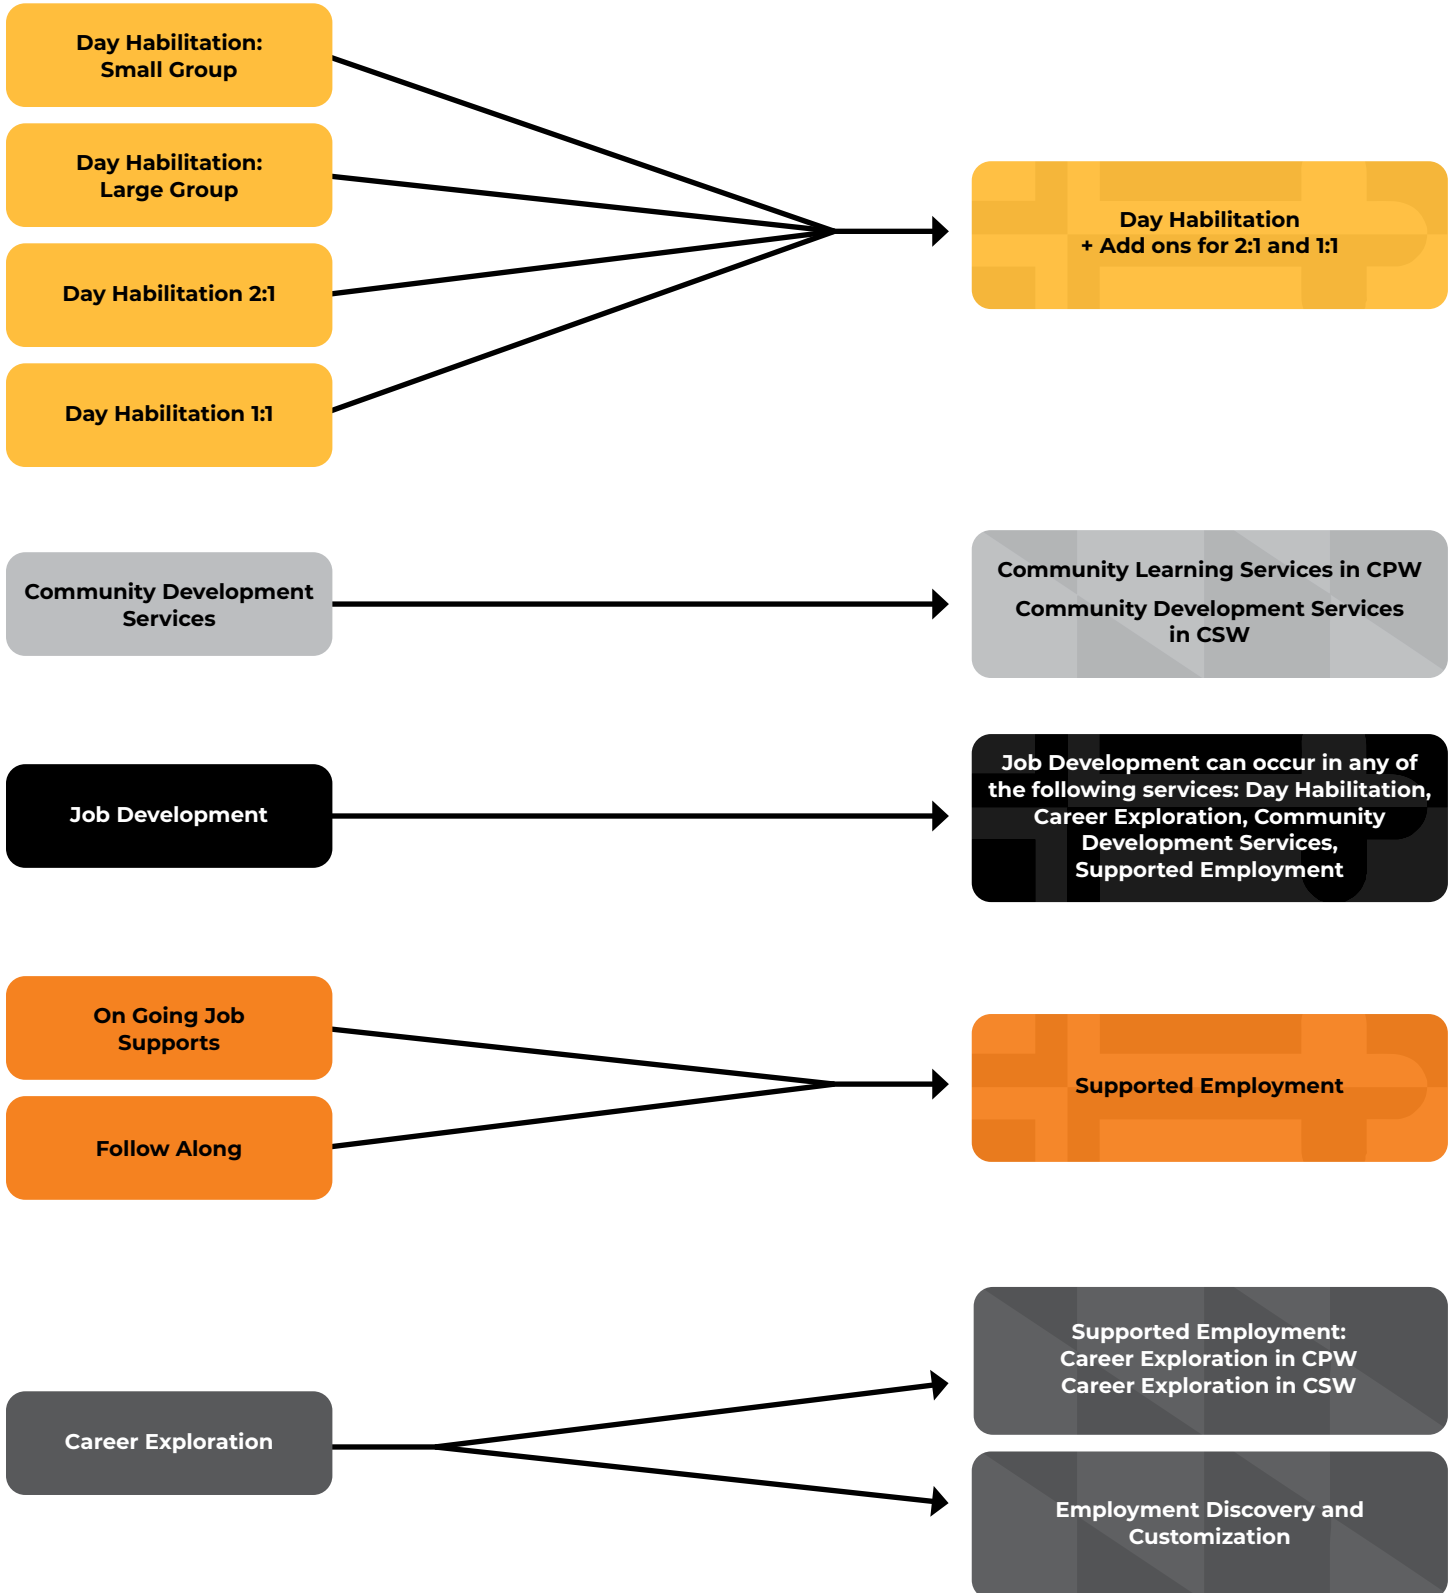 Day Habilitation:
Small Group
Day Habilitation:
Large Group
Day Habilitation 2:1
Day Habilitation 1:1
Day Habilitation
+ Add ons for 2:1 and 1:1
Community Development
Services
Community Learning Services in CPW
Community Development Services
in CSW
Job Development
Job Development can occur in any of
the following services: Day Habilitation,
Career Exploration, Community
Development Services,
Supported Employment
On Going Job
Supports
Follow Along
Supported Employment
Career Exploration
Supported Employment:
Career Exploration in CPW
Career Exploration in CSW
Employment Discovery and
Customization